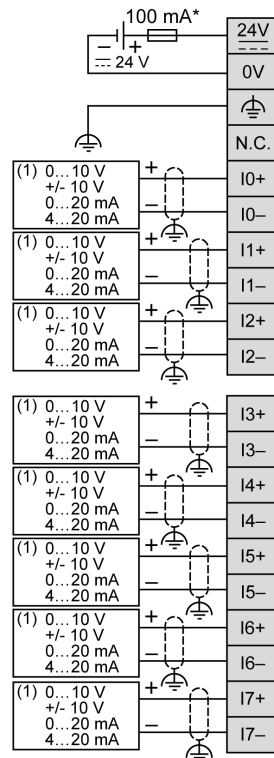 100 mA*
24V
– +
24 V
0V
N.C.
(1) 0...10 V
+/- 10 V
0...20 mA
4...20 mA
+
–
I0+
I0–
(1) 0...10 V
+/- 10 V
0...20 mA
4...20 mA
+
–
I1+
I1–
(1) 0...10 V
+/- 10 V
0...20 mA
4...20 mA
+
–
I2+
I2–
(1) 0...10 V
+/- 10 V
0...20 mA
4...20 mA
+
–
I3+
I3–
(1) 0...10 V
+/- 10 V
0...20 mA
4...20 mA
+
–
I4+
I4–
(1) 0...10 V
+/- 10 V
0...20 mA
4...20 mA
+
–
I5+
I5–
(1) 0...10 V
+/- 10 V
0...20 mA
4...20 mA
+
–
I6+
I6–
(1) 0...10 V
+/- 10 V
0...20 mA
4...20 mA
+
–
I7+
I7–